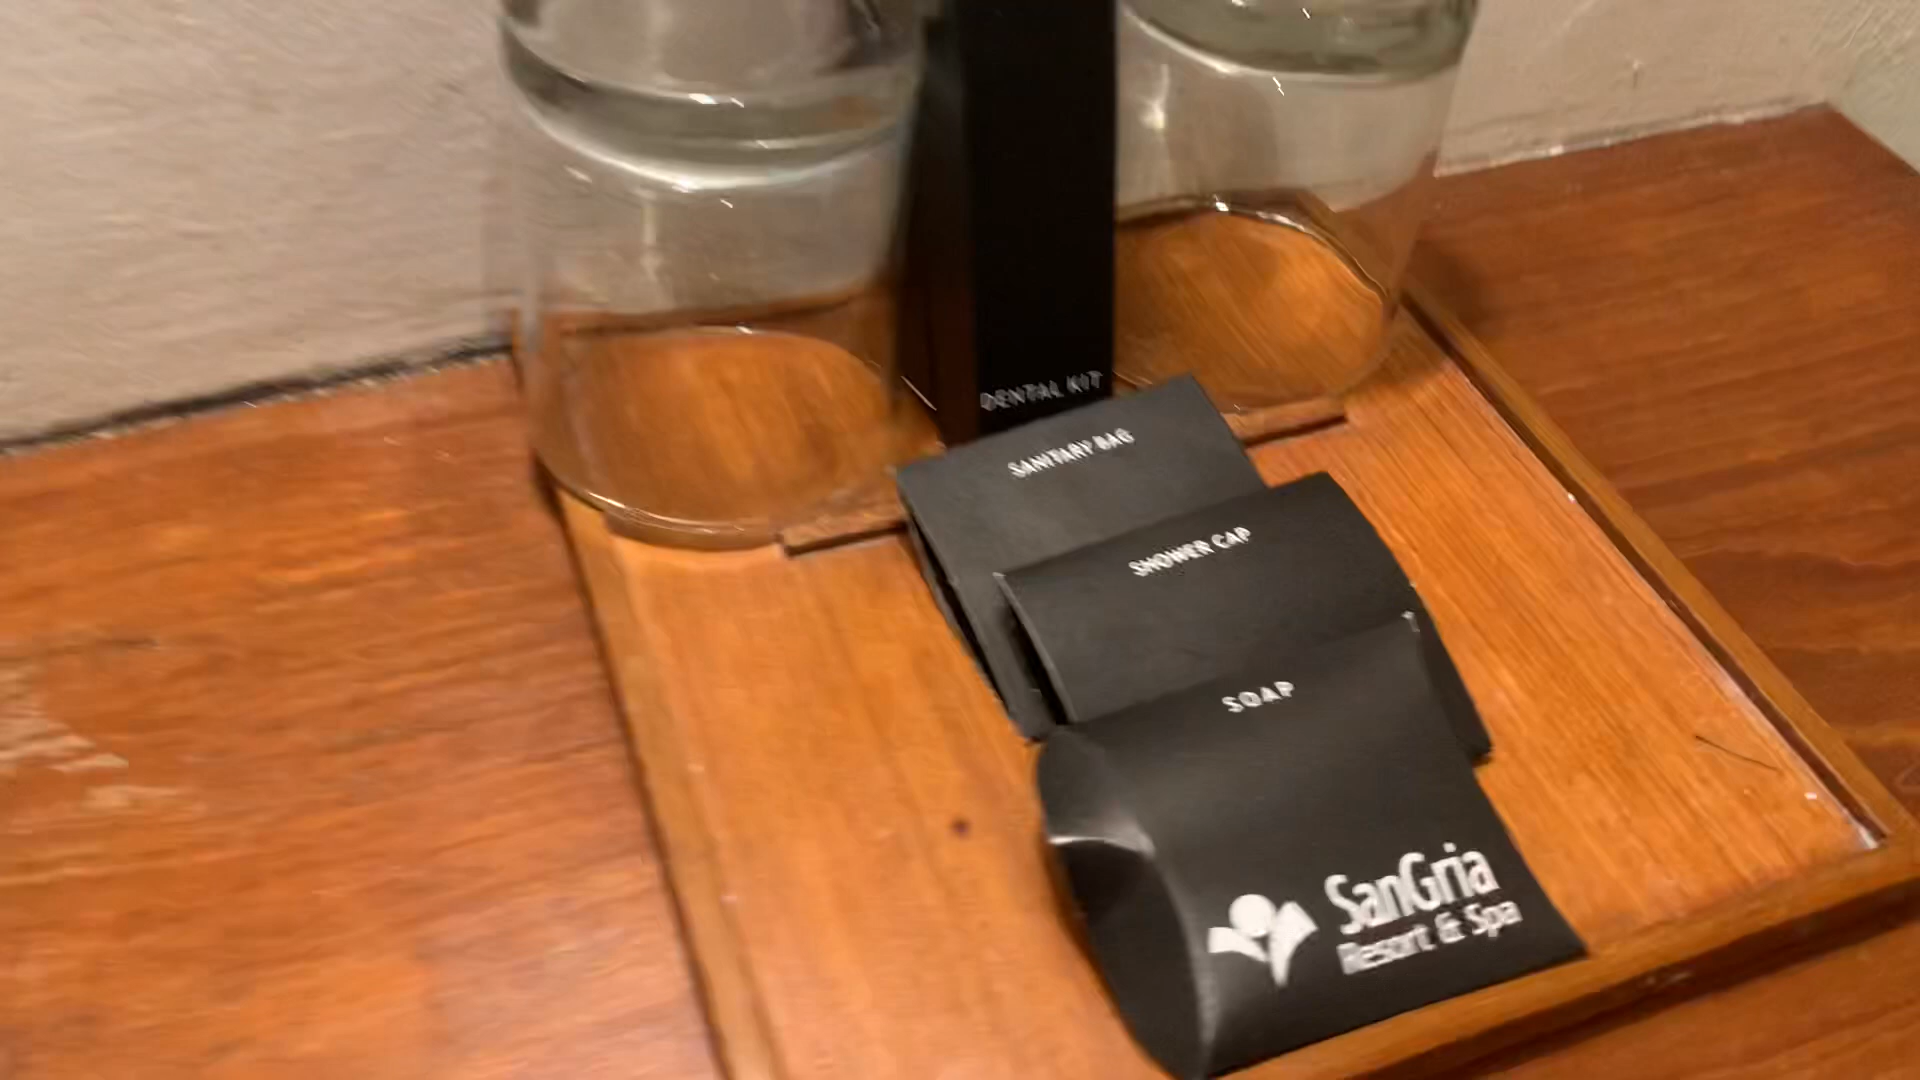 DENTAL KIT
SANITARY BAG
SHOWER CAP
SOAP
SanGria
Resort & Spa